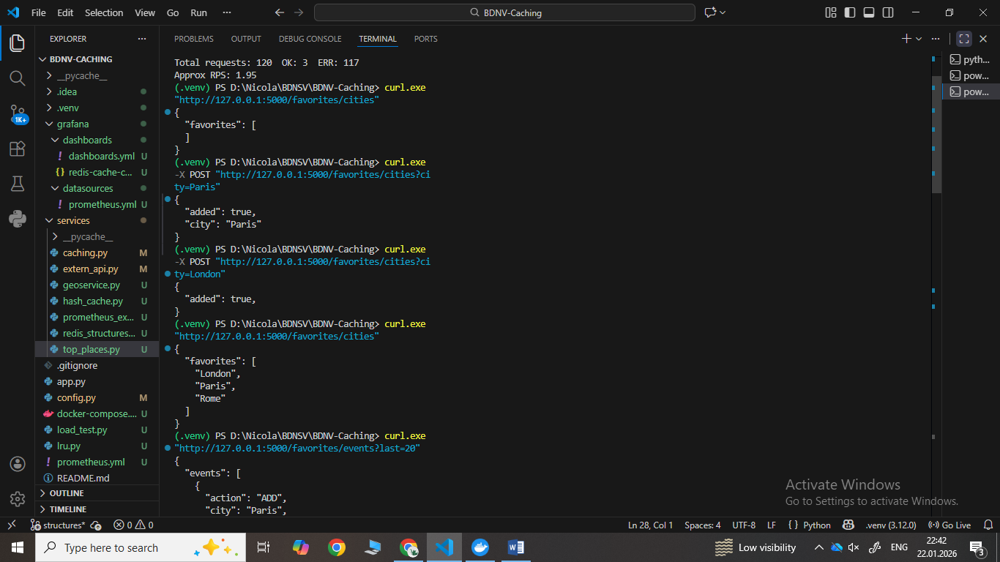 File Edit Selection View Go Run ··· BDNV-Caching
EXPLORER ···
BDNV-CACHING
__pycache__
.idea
.venv
grafana
dashboards
! dashboards.yml U
{} redis-cache-c... U
datasources
! prometheus.yml U
services
__pycache__
caching.py M
extern_api.py M
geoservice.py U
hash_cache.py U
prometheus_ex... U
redis_structures... U
top_places.py U
.gitignore
app.py
config.py M
docker-compose.... U
load_test.py U
lru.py U
! prometheus.yml U
README.md
OUTLINE
TIMELINE
1K+
PROBLEMS OUTPUT DEBUG CONSOLE TERMINAL PORTS
pyth...
pow...
pow...
Total requests: 120 OK: 3 ERR: 117
Approx RPS: 1.95
(.venv) PS D:\Nicola\BDNSV\BDNV-Caching> curl.exe
"http://127.0.0.1:5000/favorites/cities"
{
"favorites": [
]
}
(.venv) PS D:\Nicola\BDNSV\BDNV-Caching> curl.exe
-X POST "http://127.0.0.1:5000/favorites/cities?ci
ty=Paris"
{
"added": true,
"city": "Paris"
}
(.venv) PS D:\Nicola\BDNSV\BDNV-Caching> curl.exe
-X POST "http://127.0.0.1:5000/favorites/cities?ci
ty=London"
{
"added": true,
}
(.venv) PS D:\Nicola\BDNSV\BDNV-Caching> curl.exe
"http://127.0.0.1:5000/favorites/cities"
{
"favorites": [
"London",
"Paris",
"Rome"
]
}
(.venv) PS D:\Nicola\BDNSV\BDNV-Caching> curl.exe
"http://127.0.0.1:5000/favorites/events?last=20"
{
"events": [
{
"action": "ADD",
"city": "Paris",
Activate Windows
Go to Settings to activate Windows.
structures* 0 0 Ln 28, Col 1 Spaces: 4 UTF-8 LF {} Python .venv (3.12.0) Go Live
Type here to search Low visibility ENG 22:42
22.01.2026 3